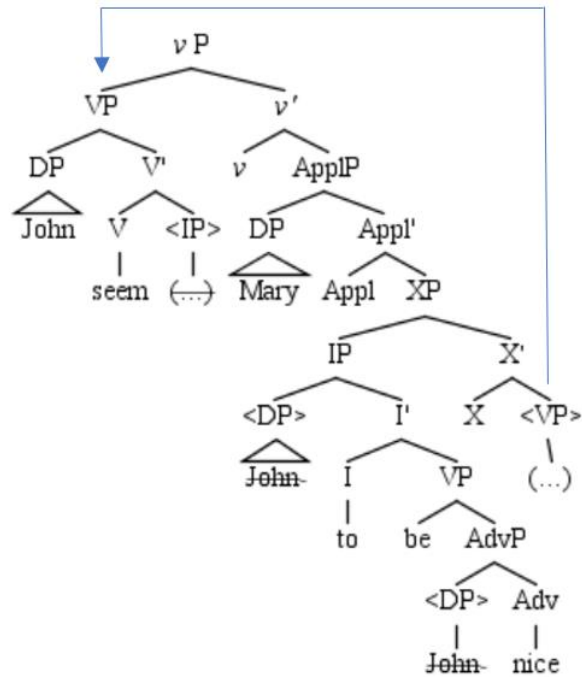 v P
VP v'
DP V' v ApplP
John V <IP> DP Appl'
seem (...) Mary Appl XP
IP X'
<DP> I' X <VP>
John I VP (...)
to be AdvP
<DP> Adv
John nice